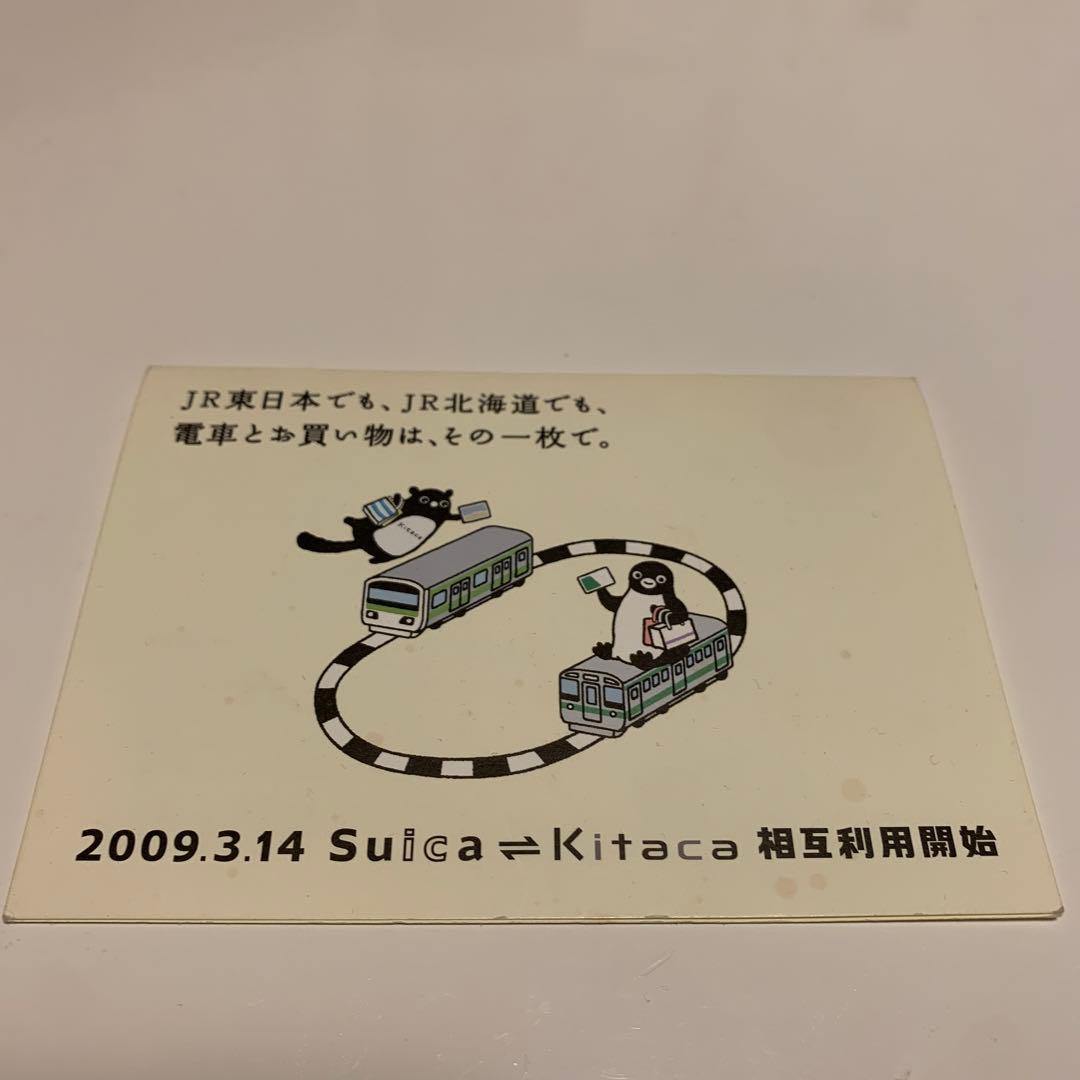 JR東日本でも、JR北海道でも、
電車とお買い物は、その一枚で。
Kitaca
2009.3.14 Suica ⇌ Kitaca 相互利用開始